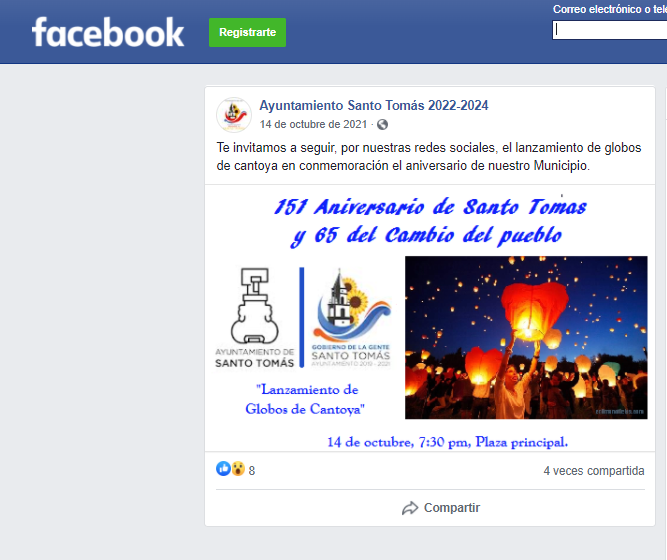 Correo electrónico o telé
facebook
Registrarte
Ayuntamiento Santo Tomás 2022-2024
14 de octubre de 2021 ·
Te invitamos a seguir, por nuestras redes sociales, el lanzamiento de globos
de cantoya en conmemoración el aniversario de nuestro Municipio.
151 Aniversario de Santo Tomas
y 65 del Cambio del pueblo
AYUNTAMIENTO DE
SANTO TOMÁS
GOBIERNO DE LA GENTE
SANTO TOMÁS
AYUNTAMIENTO 2019 - 2021
"Lanzamiento de
Globos de Cantoya"
14 de octubre, 7:30 pm, Plaza principal.
8
4 veces compartida
Compartir